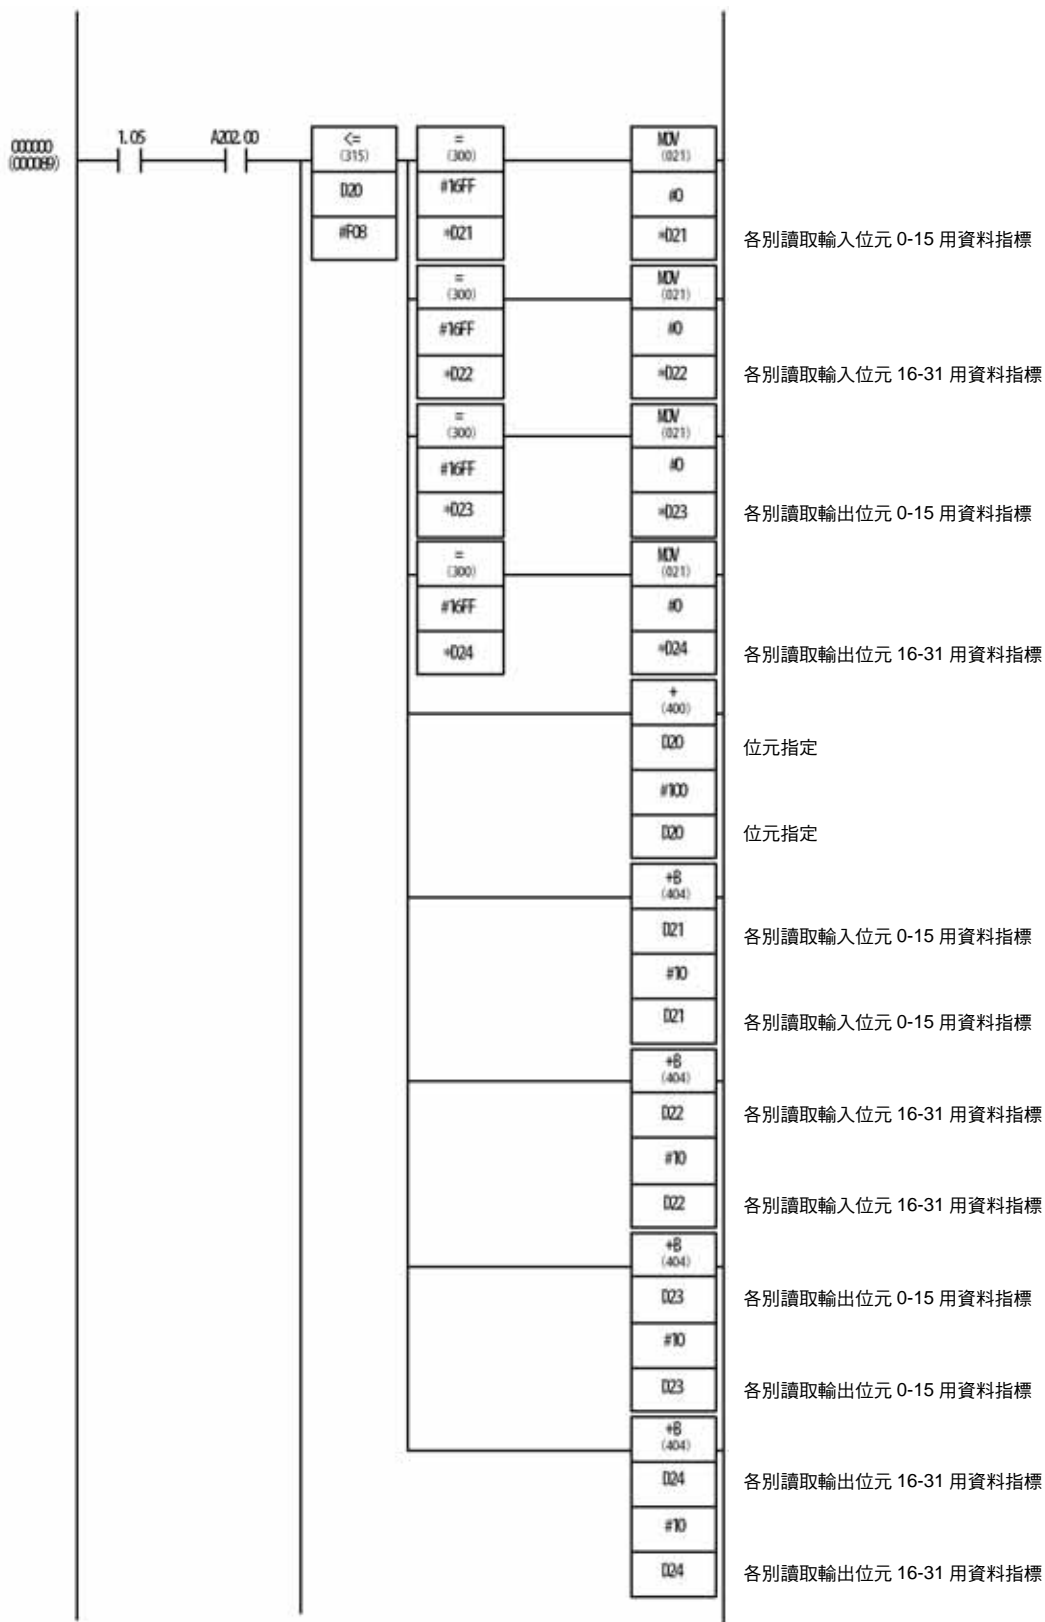 000000
(000089)
1.05
A202.00
<=
(315)
D20
#F08
=
(300)
#16FF
*D21
MOV
(021)
#0
*D21
各別讀取輸入位元 0-15 用資料指標
=
(300)
#16FF
*D22
MOV
(021)
#0
*D22
各別讀取輸入位元 16-31 用資料指標
=
(300)
#16FF
*D23
MOV
(021)
#0
*D23
各別讀取輸出位元 0-15 用資料指標
=
(300)
#16FF
*D24
MOV
(021)
#0
*D24
各別讀取輸出位元 16-31 用資料指標
+
(400)
D20
位元指定
#100
D20
位元指定
+B
(404)
D21
各別讀取輸入位元 0-15 用資料指標
#10
D21
各別讀取輸入位元 0-15 用資料指標
+B
(404)
D22
各別讀取輸入位元 16-31 用資料指標
#10
D22
各別讀取輸入位元 16-31 用資料指標
+B
(404)
D23
各別讀取輸出位元 0-15 用資料指標
#10
D23
各別讀取輸出位元 0-15 用資料指標
+B
(404)
D24
各別讀取輸出位元 16-31 用資料指標
#10
D24
各別讀取輸出位元 16-31 用資料指標